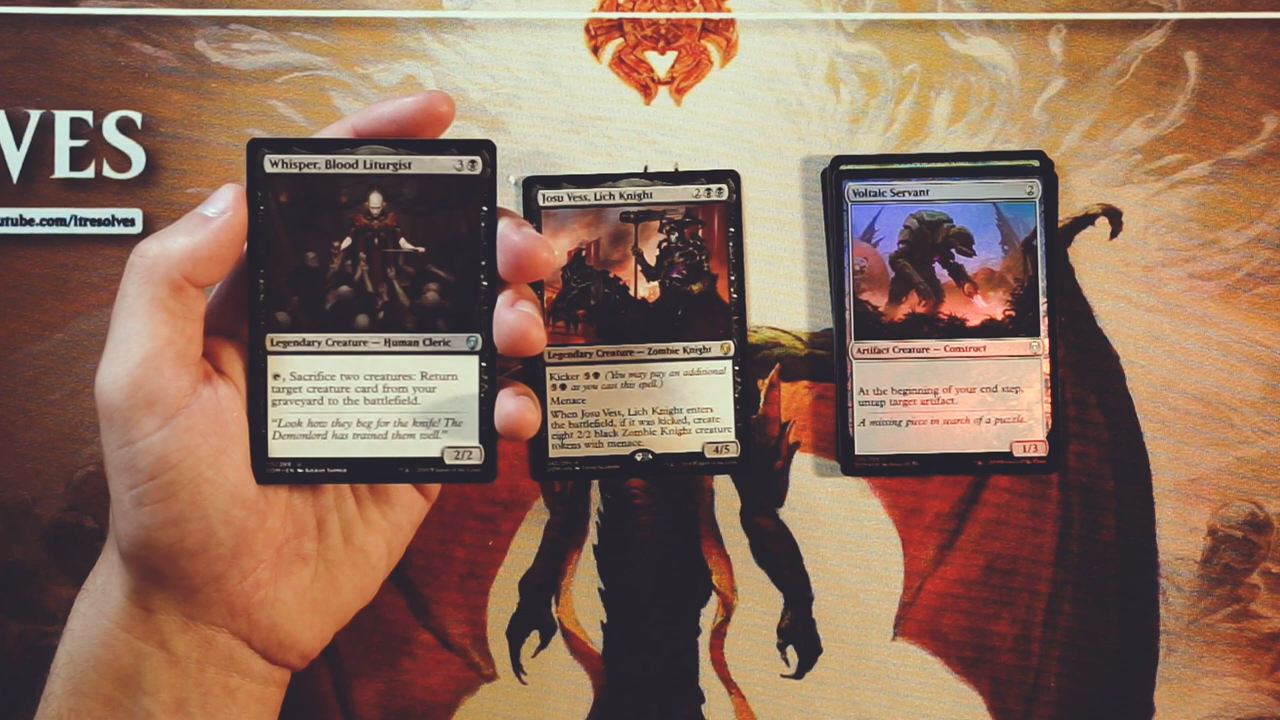 VES
utube.com/ltresolves
Whisper, Blood Liturgist 3
Legendary Creature — Human Cleric
, Sacrifice two creatures: Return
target creature card from your
graveyard to the battlefield.
"Look how they beg for the knife! The
Demonlord has trained them well."
2/2
Josu Vess, Lich Knight 2
Legendary Creature — Zombie Knight
Kicker 5 (You may pay an additional
5 as you cast this spell.)
Menace
When Josu Vess, Lich Knight enters
the battlefield, if it was kicked, create
eight 2/2 black Zombie Knight creature
tokens with menace.
4/5
Voltaic Servant 2
Artifact Creature — Construct
At the beginning of your end step,
untap target artifact.
A missing piece in search of a puzzle.
1/3